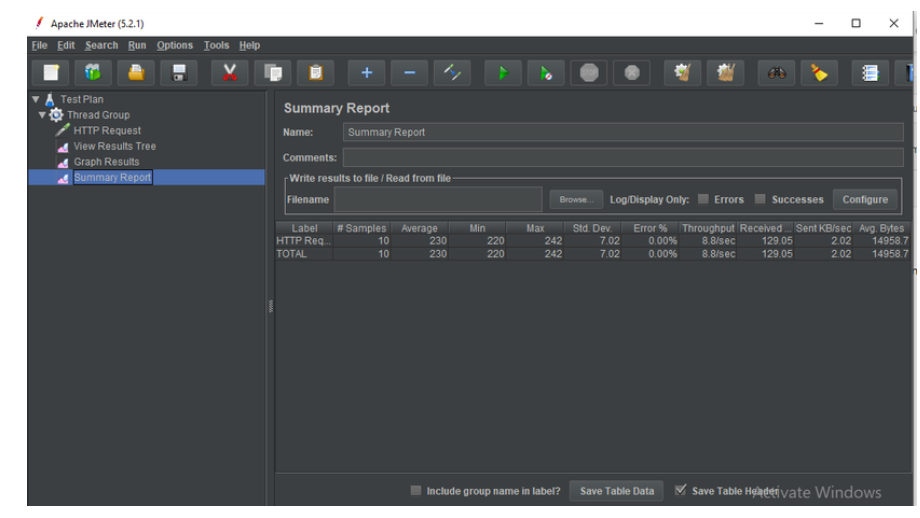 Apache JMeter (5.2.1)
File Edit Search Run Options Tools Help
Test Plan
Thread Group
HTTP Request
View Results Tree
Graph Results
Summary Report
Summary Report
Name: Summary Report
Comments:
Write results to file / Read from file
Filename Browse... Log/Display Only: Errors Successes Configure
Label # Samples Average Min Max Std. Dev. Error % Throughput Received ... Sent KB/sec Avg. Bytes
HTTP Req... 10 230 220 242 7.02 0.00% 8.8/sec 129.05 2.02 14958.7
TOTAL 10 230 220 242 7.02 0.00% 8.8/sec 129.05 2.02 14958.7
Include group name in label? Save Table Data Save Table Header
Activate Windows